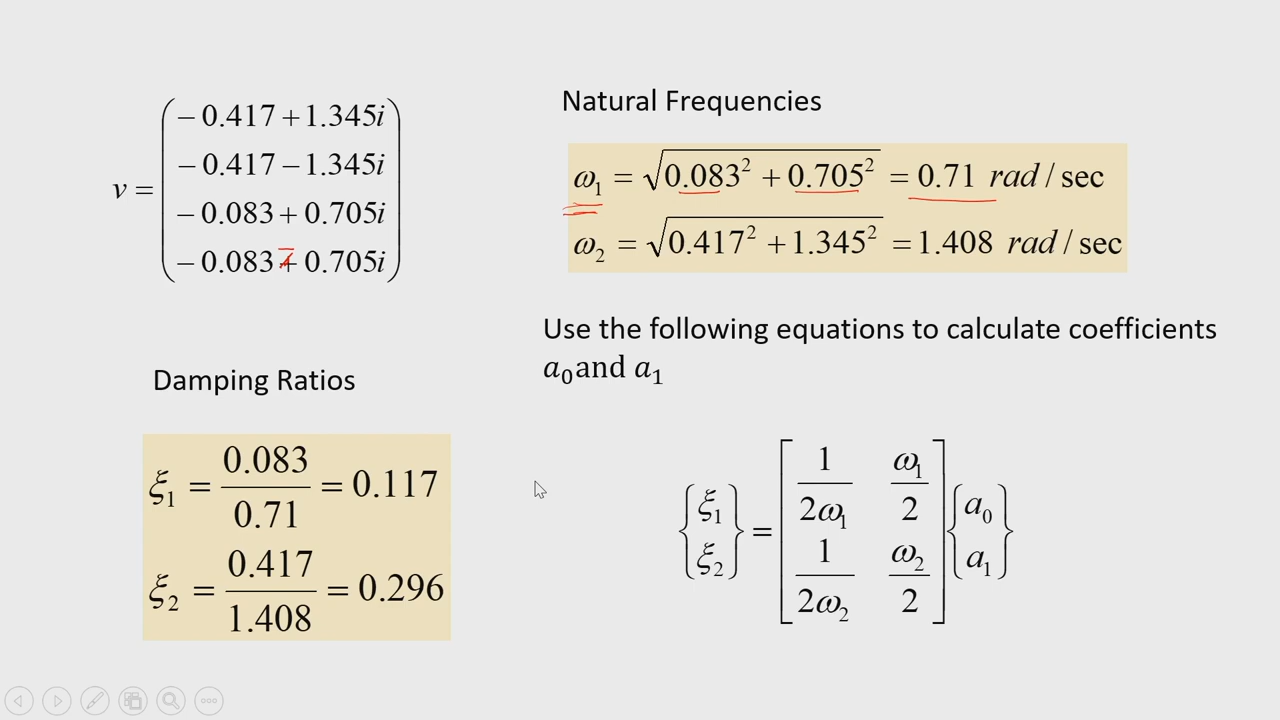 Natural Frequencies
v = ( − 0.417 + 1.345i
− 0.417 − 1.345i
− 0.083 + 0.705i
− 0.083 + 0.705i )
ω₁ = √(0.083² + 0.705²) = 0.71 rad / sec
ω₂ = √(0.417² + 1.345²) = 1.408 rad / sec
Use the following equations to calculate coefficients
a₀and a₁
Damping Ratios
ξ₁ = 0.083 / 0.71 = 0.117
ξ₂ = 0.417 / 1.408 = 0.296
{ξ₁ ξ₂} = [1/2ω₁ ω₁/2
1/2ω₂ ω₂/2] {a₀ a₁}